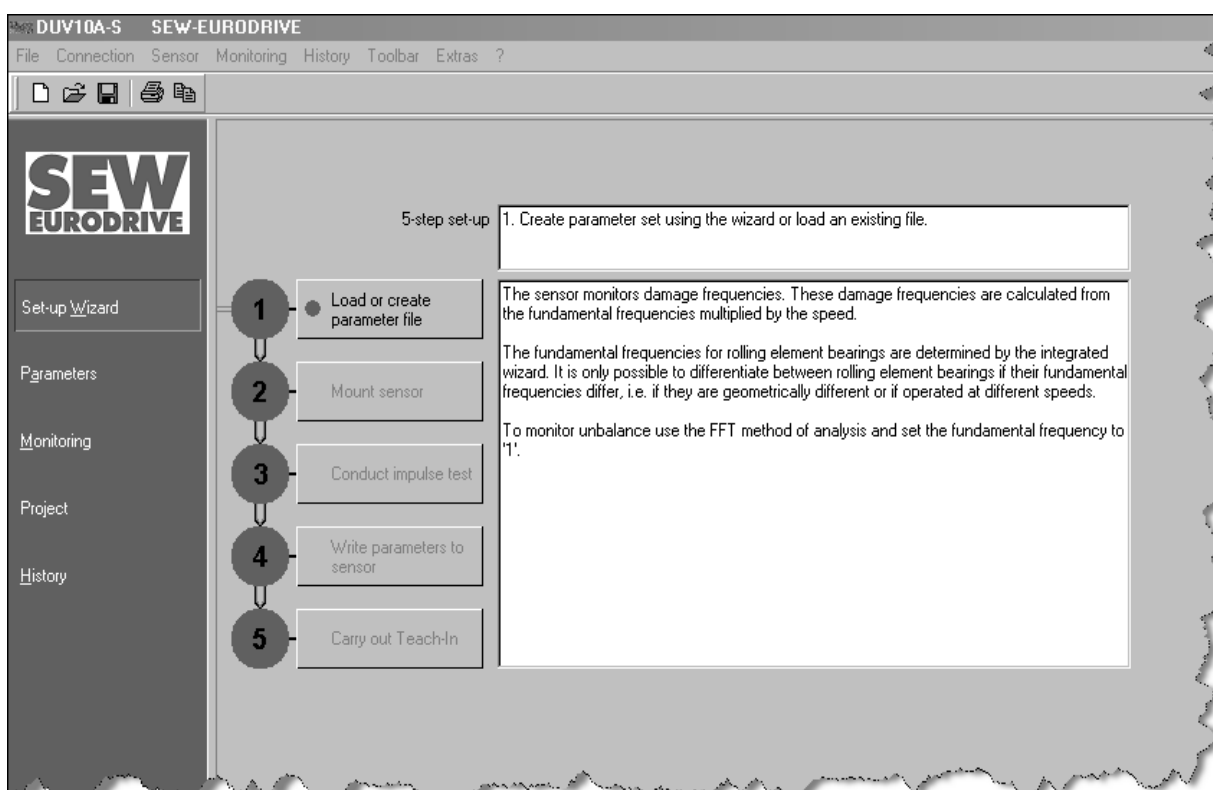 DUV10A-S SEW-EURODRIVE
File Connection Sensor Monitoring History Toolbar Extras ?
SEW
EURODRIVE
5-step set-up
1. Create parameter set using the wizard or load an existing file.
Set-up Wizard
Parameters
Monitoring
Project
History
1
Load or create
parameter file
2
Mount sensor
3
Conduct impulse test
4
Write parameters to
sensor
5
Carry out Teach-In
The sensor monitors damage frequencies. These damage frequencies are calculated from
the fundamental frequencies multiplied by the speed.
The fundamental frequencies for rolling element bearings are determined by the integrated
wizard. It is only possible to differentiate between rolling element bearings if their fundamental
frequencies differ, i.e. if they are geometrically different or if operated at different speeds.
To monitor unbalance use the FFT method of analysis and set the fundamental frequency to
'1'.